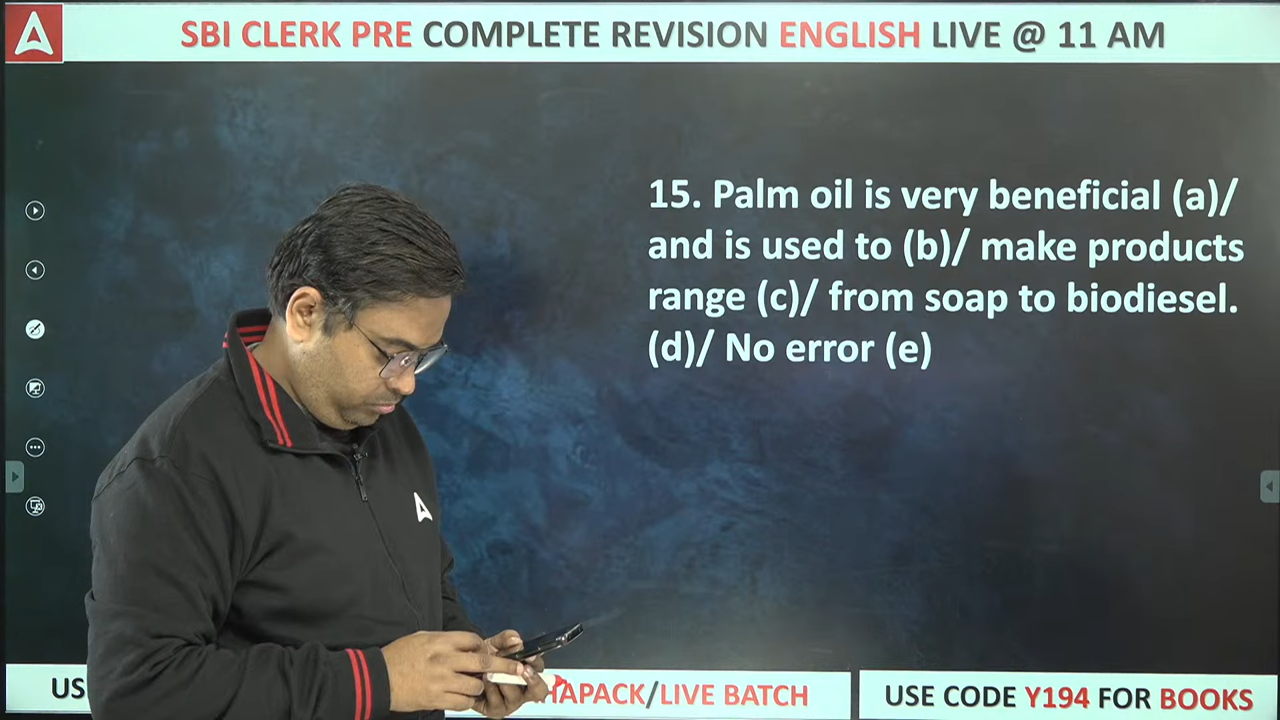 SBI CLERK PRE COMPLETE REVISION ENGLISH LIVE @ 11 AM
15. Palm oil is very beneficial (a)/
and is used to (b)/ make products
range (c)/ from soap to biodiesel.
(d)/ No error (e)
/LIVE BATCH
USE CODE Y194 FOR BOOKS